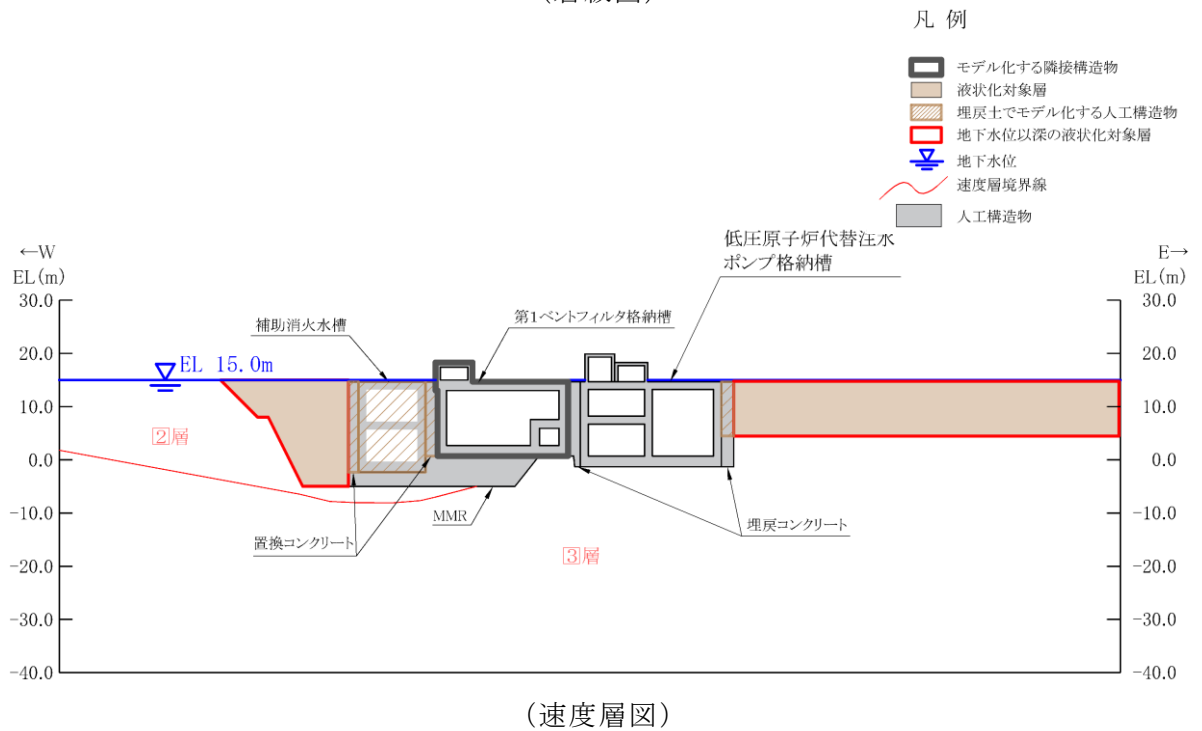 凡 例
モデル化する隣接構造物
液状化対象層
埋戻土でモデル化する人工構造物
地下水位以深の液状化対象層
地下水位
速度層境界線
人工構造物
←W
EL(m)
低圧原子炉代替注水
ポンプ格納槽
E→
EL(m)
30.0
20.0
10.0
0.0
-10.0
-20.0
-30.0
-40.0
補助消火水槽
第1ベントフィルタ格納槽
EL 15.0m
2層
MMR
置換コンクリート
埋戻コンクリート
3層
30.0
20.0
10.0
0.0
-10.0
-20.0
-30.0
-40.0
(速度層図)